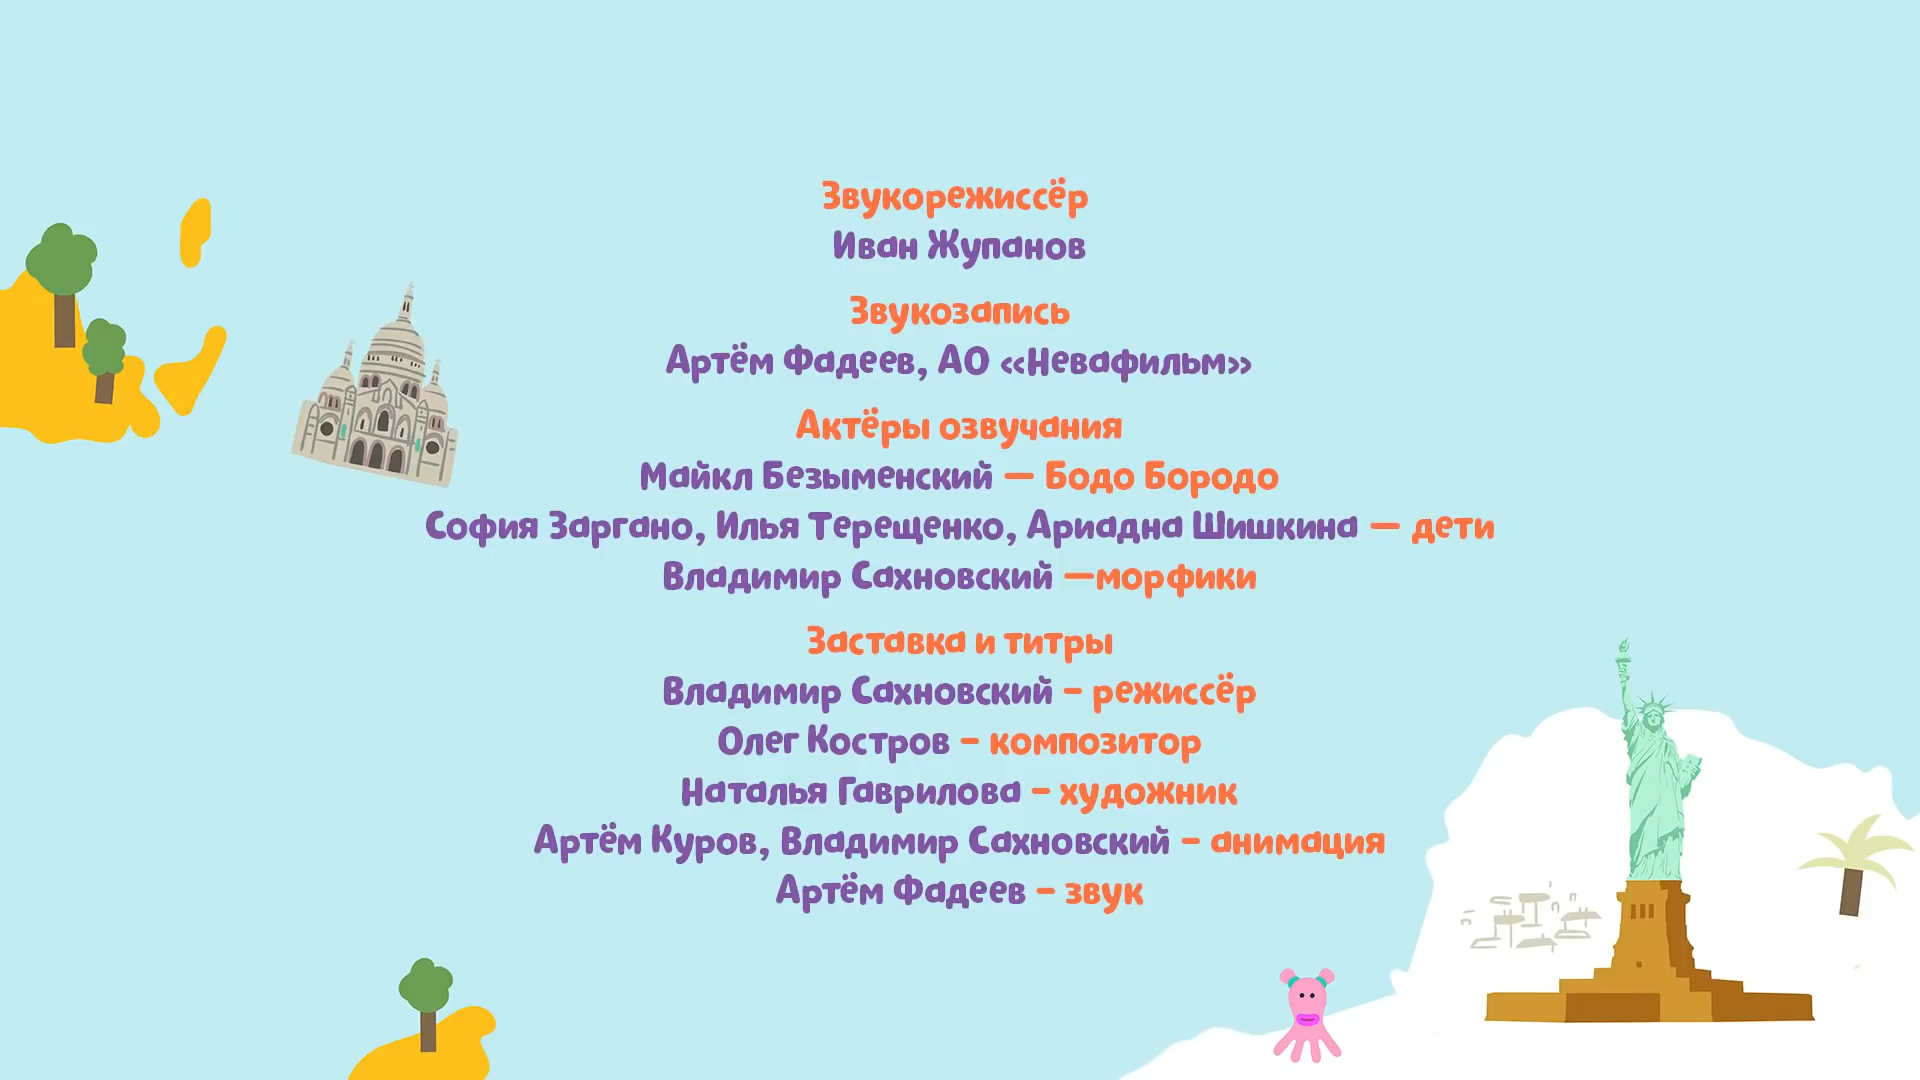 Звукорежиссёр
Иван Жупанов
Звукозапись
Артём Фадеев, АО «Невафильм»
Актёры озвучания
Майкл Безыменский — Бодо Бородо
София Заргано, Илья Терещенко, Ариадна Шишкина — дети
Владимир Сахновский —морфики
Заставка и титры
Владимир Сахновский – режиссёр
Олег Костров – композитор
Наталья Гаврилова – художник
Артём Куров, Владимир Сахновский – анимация
Артём Фадеев – звук